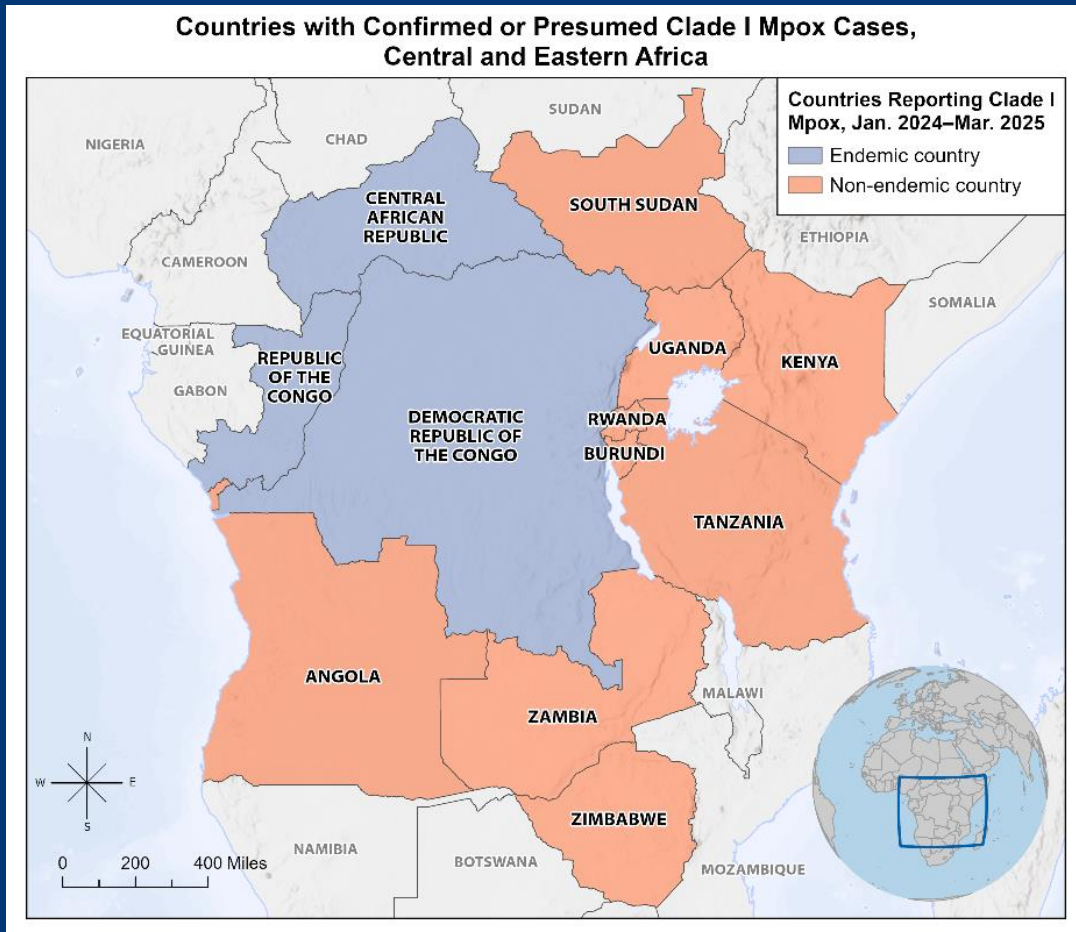 Countries with Confirmed or Presumed Clade I Mpox Cases,
Central and Eastern Africa
Countries Reporting Clade I
Mpox, Jan. 2024–Mar. 2025
Endemic country
Non-endemic country
NIGERIA
CHAD
SUDAN
CENTRAL
AFRICAN
REPUBLIC
SOUTH SUDAN
ETHIOPIA
CAMEROON
SOMALIA
EQUATORIAL
GUINEA
GABON
REPUBLIC
OF THE
CONGO
UGANDA
KENYA
DEMOCRATIC
REPUBLIC OF
THE CONGO
RWANDA
BURUNDI
TANZANIA
ANGOLA
ZAMBIA
MALAWI
ZIMBABWE
NAMIBIA
BOTSWANA
MOZAMBIQUE
N
W
E
S
0 200 400 Miles